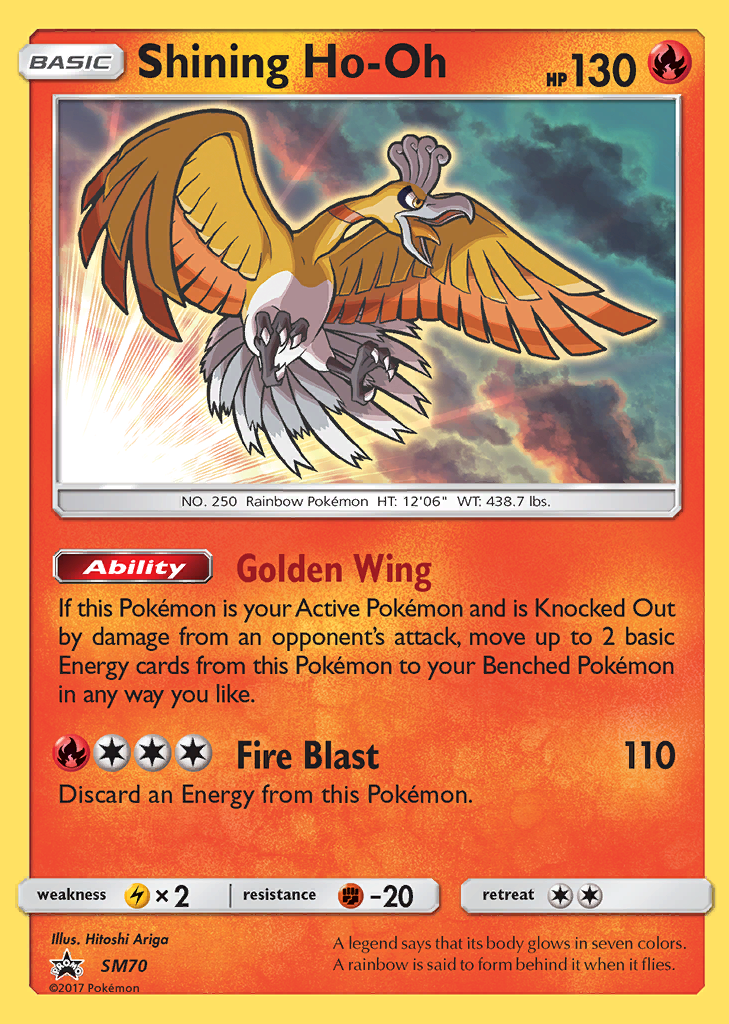 BASIC Shining Ho-Oh HP 130
NO. 250 Rainbow Pokémon HT: 12'06" WT: 438.7 lbs.
Ability Golden Wing
If this Pokémon is your Active Pokémon and is Knocked Out
by damage from an opponent's attack, move up to 2 basic
Energy cards from this Pokémon to your Benched Pokémon
in any way you like.
Fire Blast 110
Discard an Energy from this Pokémon.
weakness × 2 resistance -20 retreat
Illus. Hitoshi Ariga
A legend says that its body glows in seven colors.
A rainbow is said to form behind it when it flies.
PROMO SM70
©2017 Pokémon